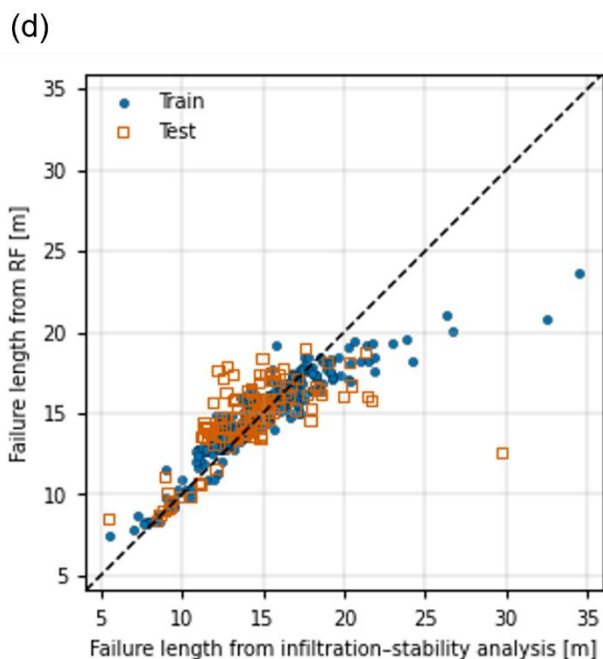 (d)
35
30
25
20
15
10
5
Failure length from RF [m]
Train
Test
5 10 15 20 25 30 35
Failure length from infiltration–stability analysis [m]